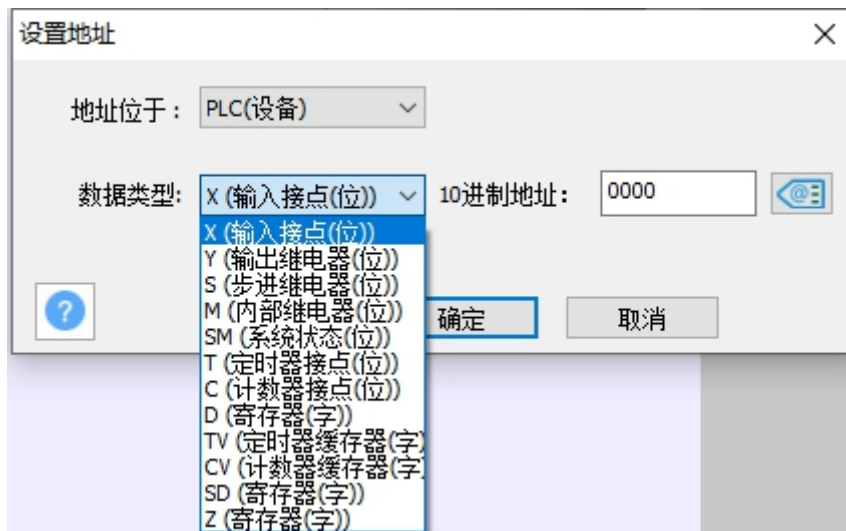 设置地址
地址位于：
PLC(设备)
数据类型:
X (输入接点(位))
10进制地址：
0000
X (输入接点(位))
Y (输出继电器(位))
S (步进继电器(位))
M (内部继电器(位))
SM (系统状态(位))
T (定时器接点(位))
C (计数器接点(位))
D (寄存器(字))
TV (定时器缓存器(字)
CV (计数器缓存器(字)
SD (寄存器(字))
Z (寄存器(字))
确定
取消